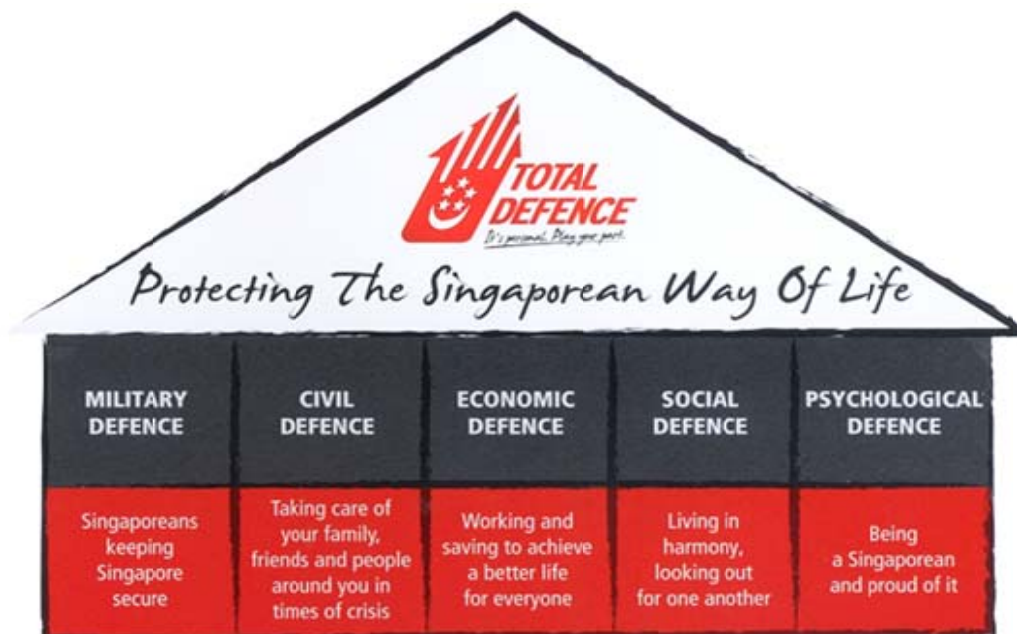 TOTAL
DEFENCE
It's personal. Play your part.
Protecting The Singaporean Way Of Life
MILITARY
DEFENCE
CIVIL
DEFENCE
ECONOMIC
DEFENCE
SOCIAL
DEFENCE
PSYCHOLOGICAL
DEFENCE
Singaporeans
keeping
Singapore
secure
Taking care of
your family,
friends and people
around you in
times of crisis
Working and
saving to achieve
a better life
for everyone
Living in
harmony,
looking out
for one another
Being
a Singaporean
and proud of it